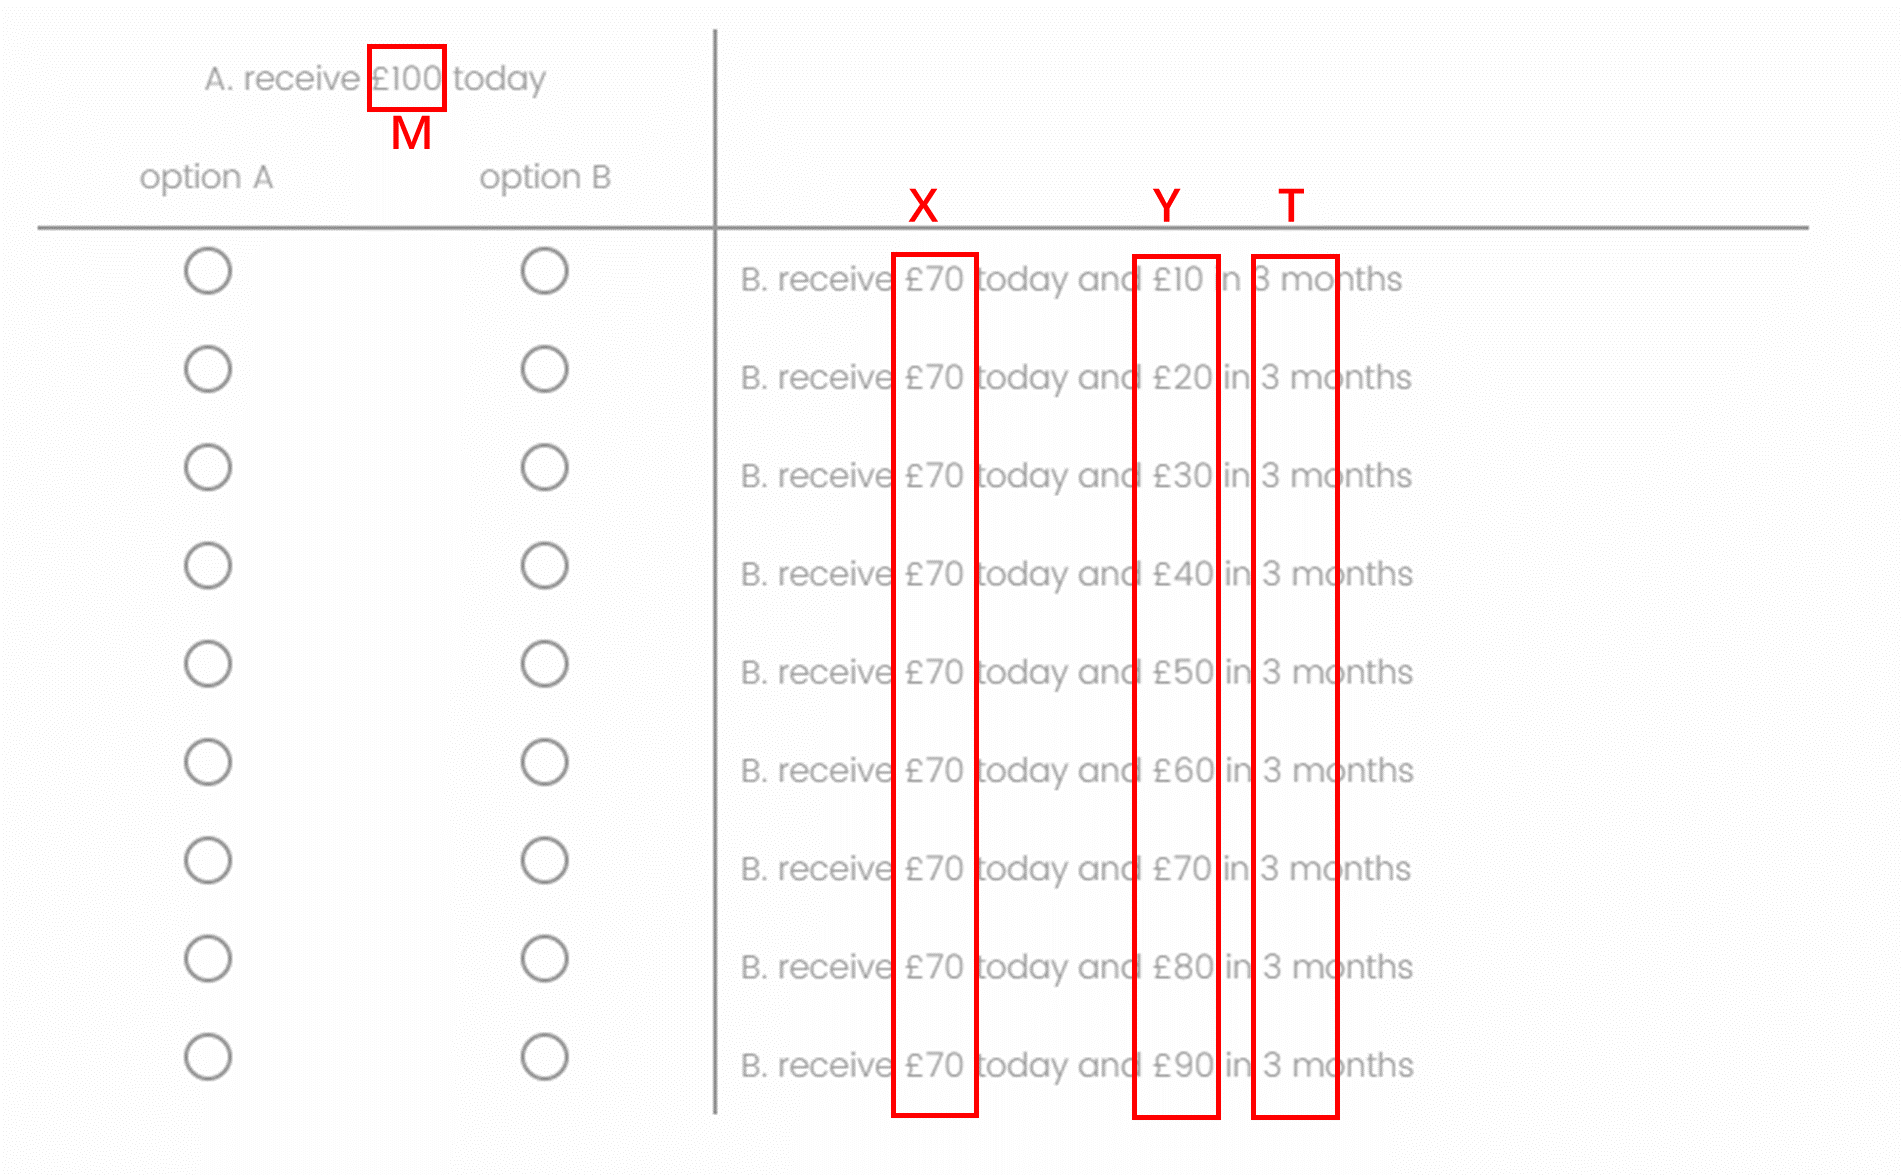 A. receive £100 today
M
option A option B
X Y T
B. receive £70 today and £10 in 3 months
B. receive £70 today and £20 in 3 months
B. receive £70 today and £30 in 3 months
B. receive £70 today and £40 in 3 months
B. receive £70 today and £50 in 3 months
B. receive £70 today and £60 in 3 months
B. receive £70 today and £70 in 3 months
B. receive £70 today and £80 in 3 months
B. receive £70 today and £90 in 3 months